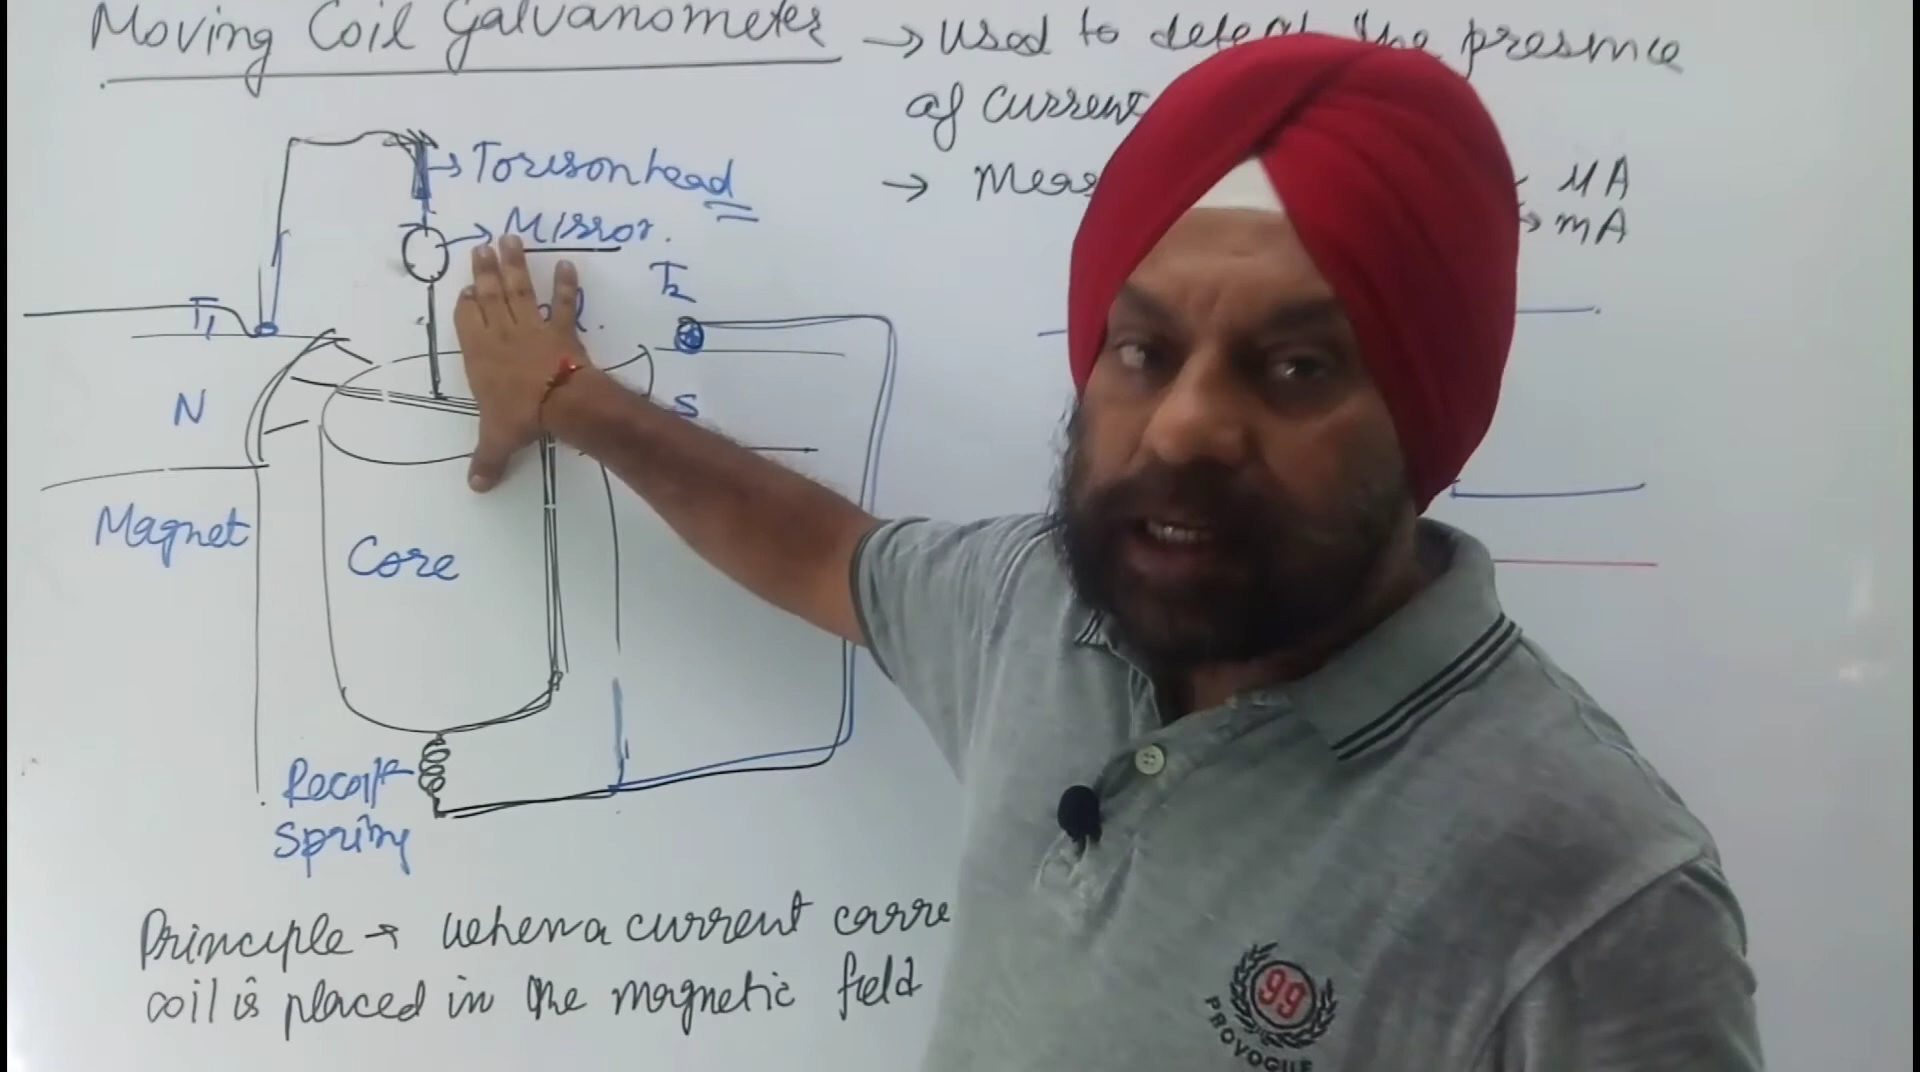 Moving Coil Galvanometer → used to detect the presence
of current
→ Meas
μA
→ mA
→ Torison head
→ Mirror.
T2
T1
N
S
Magnet
Core
Recoil
Spring
Principle → when a current carre
coil is placed in the magnetic field
99
PROVOGUE